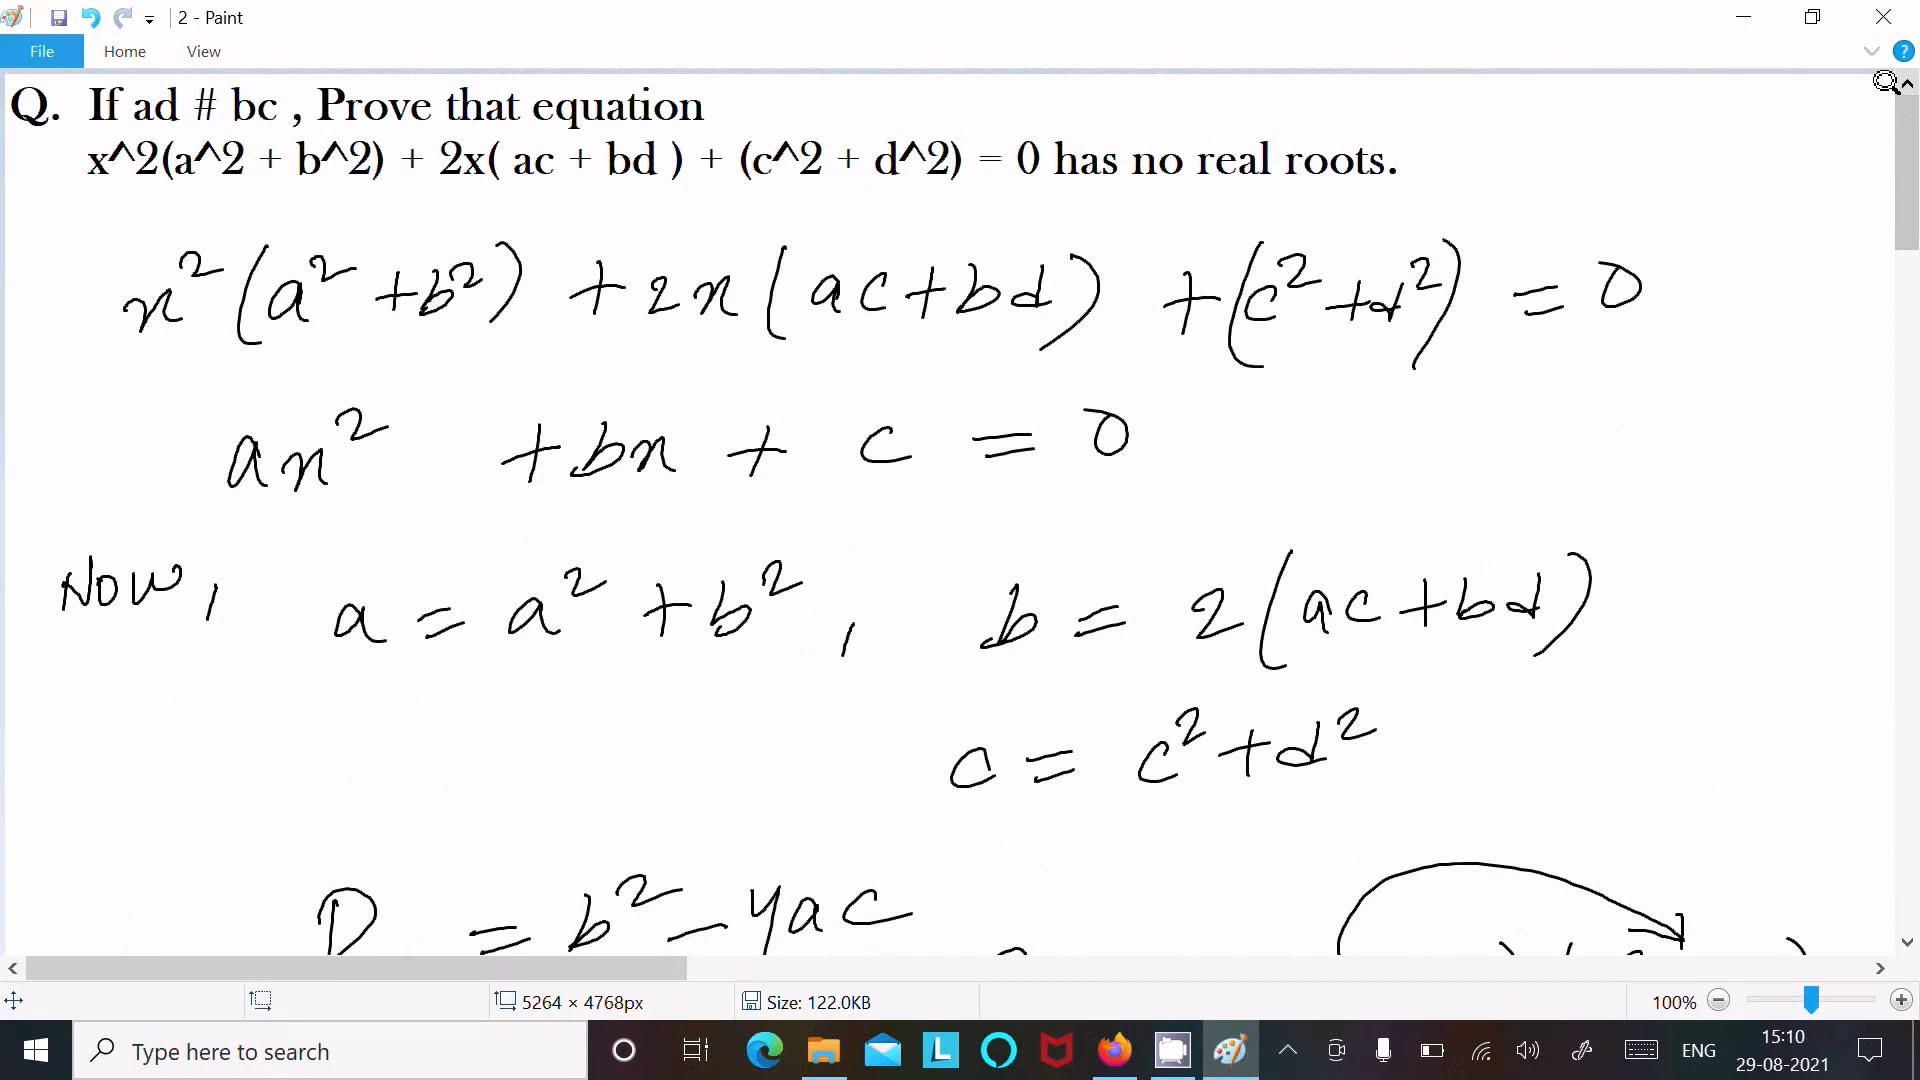 2 - Paint
File Home View
Q. If ad # bc , Prove that equation
x^2(a^2 + b^2) + 2x( ac + bd ) + (c^2 + d^2) = 0 has no real roots.
x² (a² + b²) + 2x (ac + bd) + (c² + d²) = 0
ax² + bx + c = 0
Now, a = a² + b² , b = 2 (ac + bd)
c = c² + d²
D = b² - 4ac
5264 × 4768px Size: 122.0KB 100%
Type here to search
ENG
15:10
29-08-2021